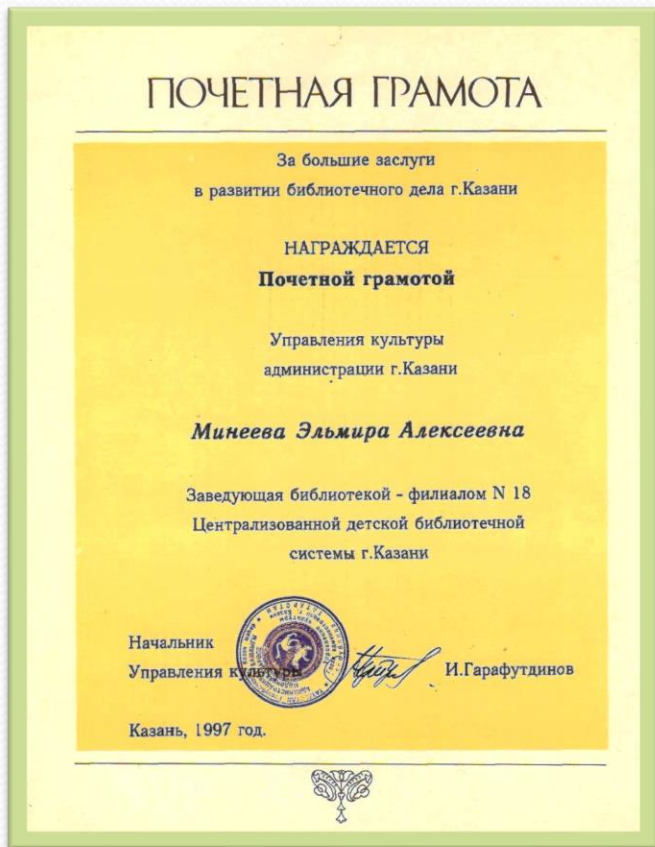 ПОЧЕТНАЯ ГРАМОТА
За большие заслуги
в развитии библиотечного дела г.Казани
НАГРАЖДАЕТСЯ
Почетной грамотой
Управления культуры
администрации г.Казани
Минеева Эльмира Алексеевна
Заведующая библиотекой - филиалом N 18
Централизованной детской библиотечной
системы г.Казани
Начальник
Управления культуры
И.Гарафутдинов
Казань, 1997 год.